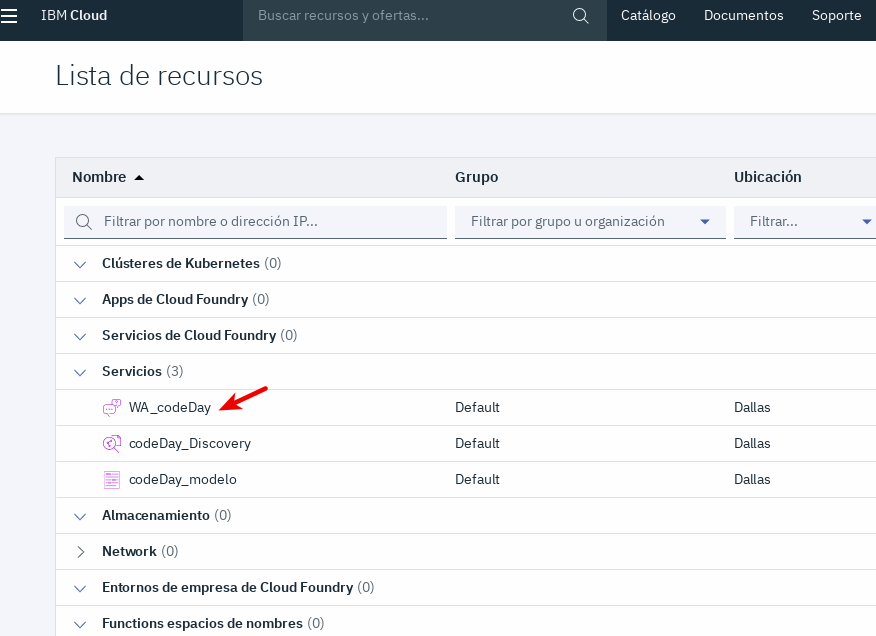 IBM Cloud Buscar recursos y ofertas... Catálogo Documentos Soporte
Lista de recursos
Nombre Grupo Ubicación
Filtrar por nombre o dirección IP... Filtrar por grupo u organización Filtrar...
Clústeres de Kubernetes (0)
Apps de Cloud Foundry (0)
Servicios de Cloud Foundry (0)
Servicios (3)
WA_codeDay Default Dallas
codeDay_Discovery Default Dallas
codeDay_modelo Default Dallas
Almacenamiento (0)
Network (0)
Entornos de empresa de Cloud Foundry (0)
Functions espacios de nombres (0)